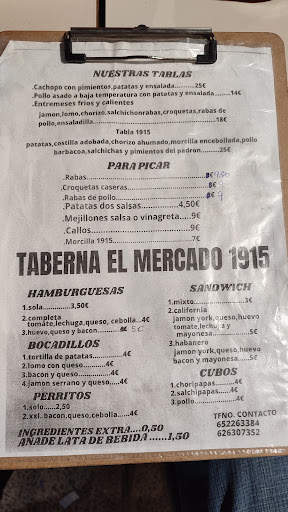 NUESTRAS TABLAS
.Cachopo con pimientos,patatas y ensalada..........25€
.Pollo asado a baja temperatura con patatas y ensalada.......14€
.Entremeses frios y calientes
jamon,lomo,chorizo,salchichonrabas,croquetas,rabas de
pollo,ensaladilla......................................................18€
Tabla 1915
patatas,costilla adobada,chorizo ahumado,morcilla encebollada,pollo
barbacoa,salchichas y pimientos del padron..........25€
PARA PICAR
.Rabas.........................................
.Croquetas caseras ............................
.Rabas de pollo................................
.Patatas dos salsas...............4,50€
.Mejillones salsa o vinagreta....9€
.Callos..................................9€
.Morcilla 1915.........................7€
TABERNA EL MERCADO 1915
HAMBURGUESAS
1.sola...........3,50€
2.completa
tomate,lechuga,queso, cebolla...4€
3.huevo,queso y bacon........ 5€
BOCADILLOS
1.tortilla de patatas...........4€
2.lomo con queso...............4€
3.bacon y queso................4€
4.jamon serrano y queso.....4€
PERRITOS
1.solo......2,50
2.xxl..bacon,queso,cebolla...4€
INGREDIENTES EXTRA....0,50
AÑADE LATA DE BEBIDA ......1,50
SANDWICH
1.mixto..................3€
2.california
jamon york,queso,huevo
tomate,lechuga y
mayonesa.............5€
3.habanero
jamon york,queso,huevo
bacon y mayonesa.....5€
CUBOS
1.choripapas..............4€
2.salchipapas............4€
3.pollo.....................4€
TFNO. CONTACTO
652263384
626307352